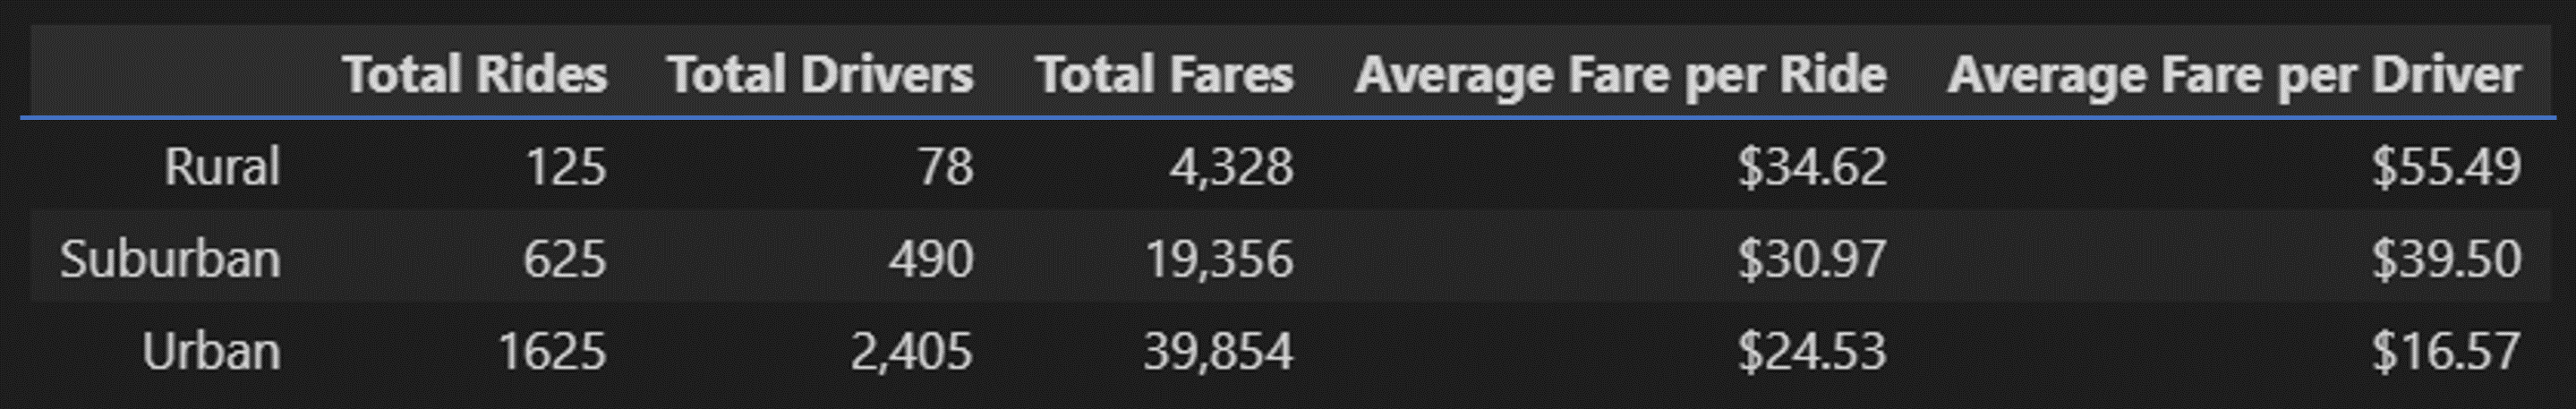 Total Rides Total Drivers Total Fares Average Fare per Ride Average Fare per Driver
Rural 125 78 4,328 $34.62 $55.49
Suburban 625 490 19,356 $30.97 $39.50
Urban 1625 2,405 39,854 $24.53 $16.57